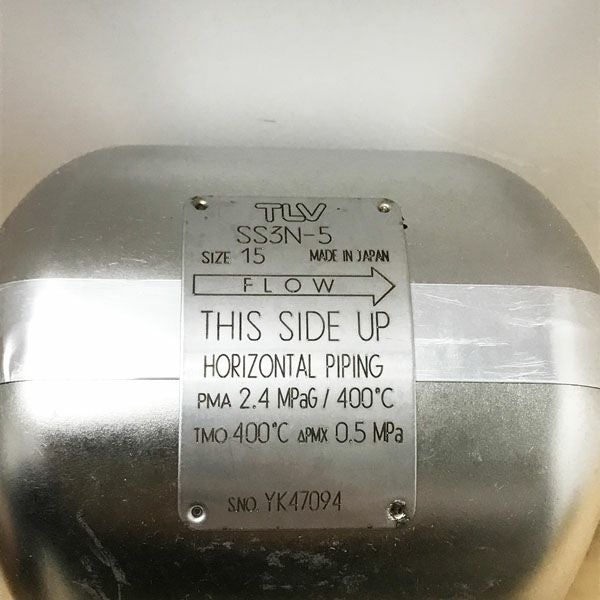 TLV
SS3N-5
SIZE 15 MADE IN JAPAN
FLOW
THIS SIDE UP
HORIZONTAL PIPING
PMA 2.4 MPaG / 400°C
TMO 400°C ΔPMX 0.5 MPa
S.NO. YK47094